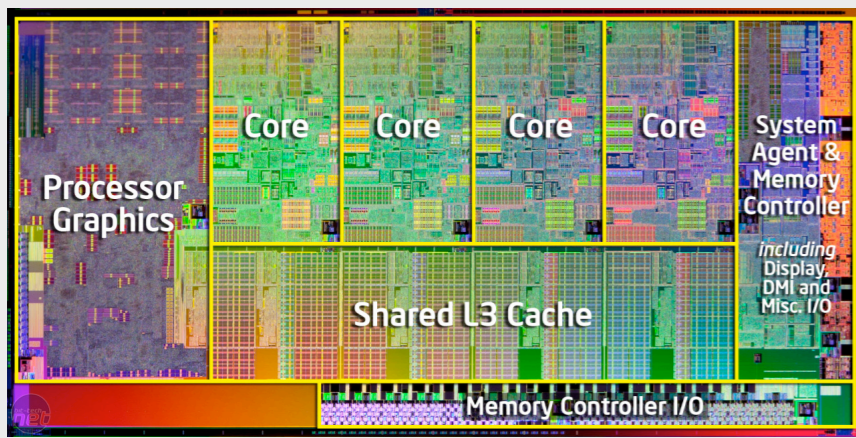 Processor
Graphics
Core
Core
Core
Core
System
Agent &
Memory
Controller
including
Display,
DMI and
Misc. I/O
Shared L3 Cache
Memory Controller I/O
net